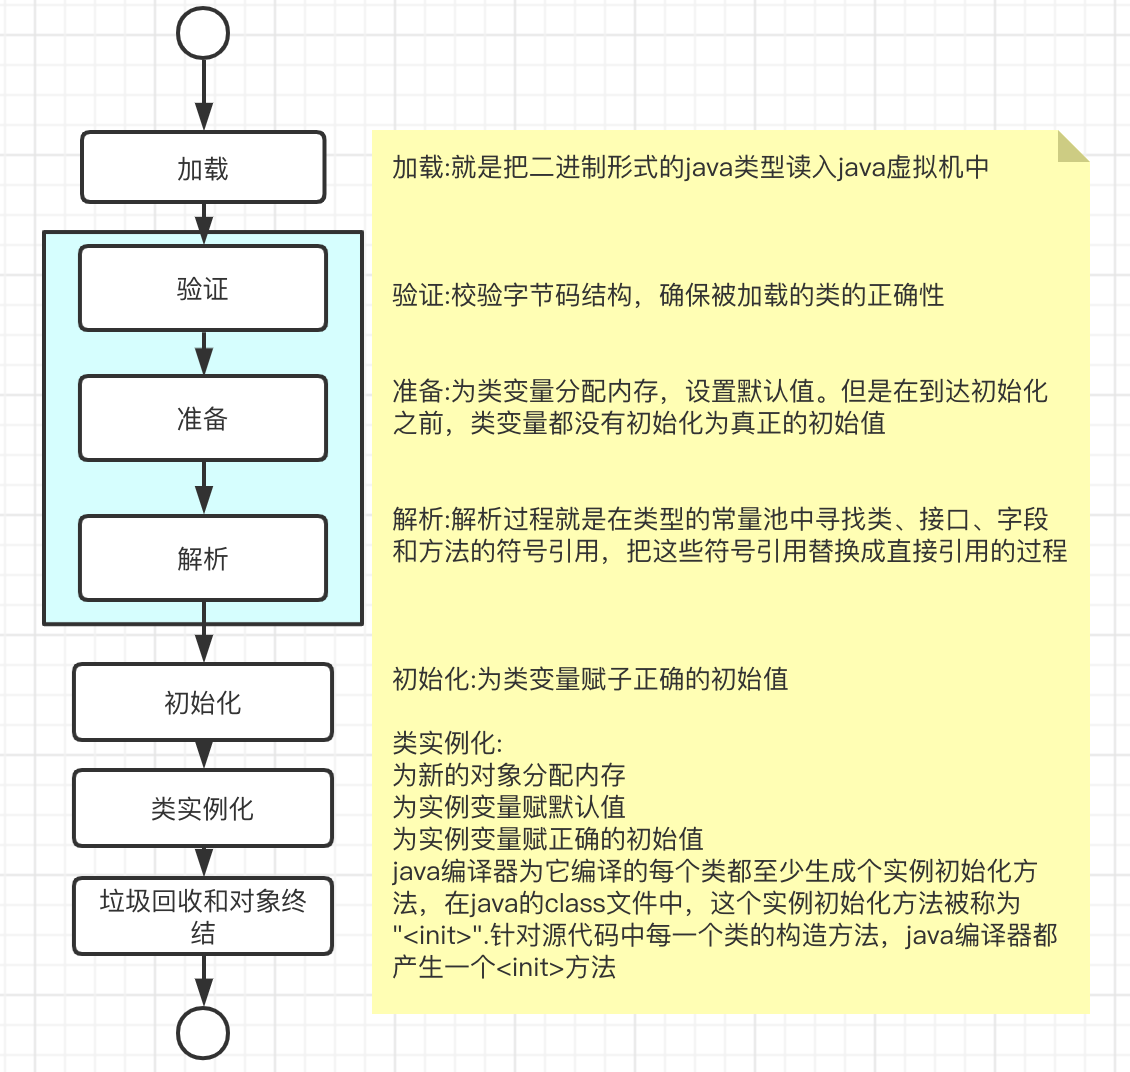 加载
验证
准备
解析
初始化
类实例化
垃圾回收和对象终
结
加载:就是把二进制形式的java类型读入java虚拟机中
验证:校验字节码结构，确保被加载的类的正确性
准备:为类变量分配内存，设置默认值。但是在到达初始化
之前，类变量都没有初始化为真正的初始值
解析:解析过程就是在类型的常量池中寻找类、接口、字段
和方法的符号引用，把这些符号引用替换成直接引用的过程
初始化:为类变量赋子正确的初始值
类实例化:
为新的对象分配内存
为实例变量赋默认值
为实例变量赋正确的初始值
java编译器为它编译的每个类都至少生成个实例初始化方
法，在java的class文件中，这个实例初始化方法被称为
"<init>".针对源代码中每一个类的构造方法，java编译器都
产生一个<init>方法